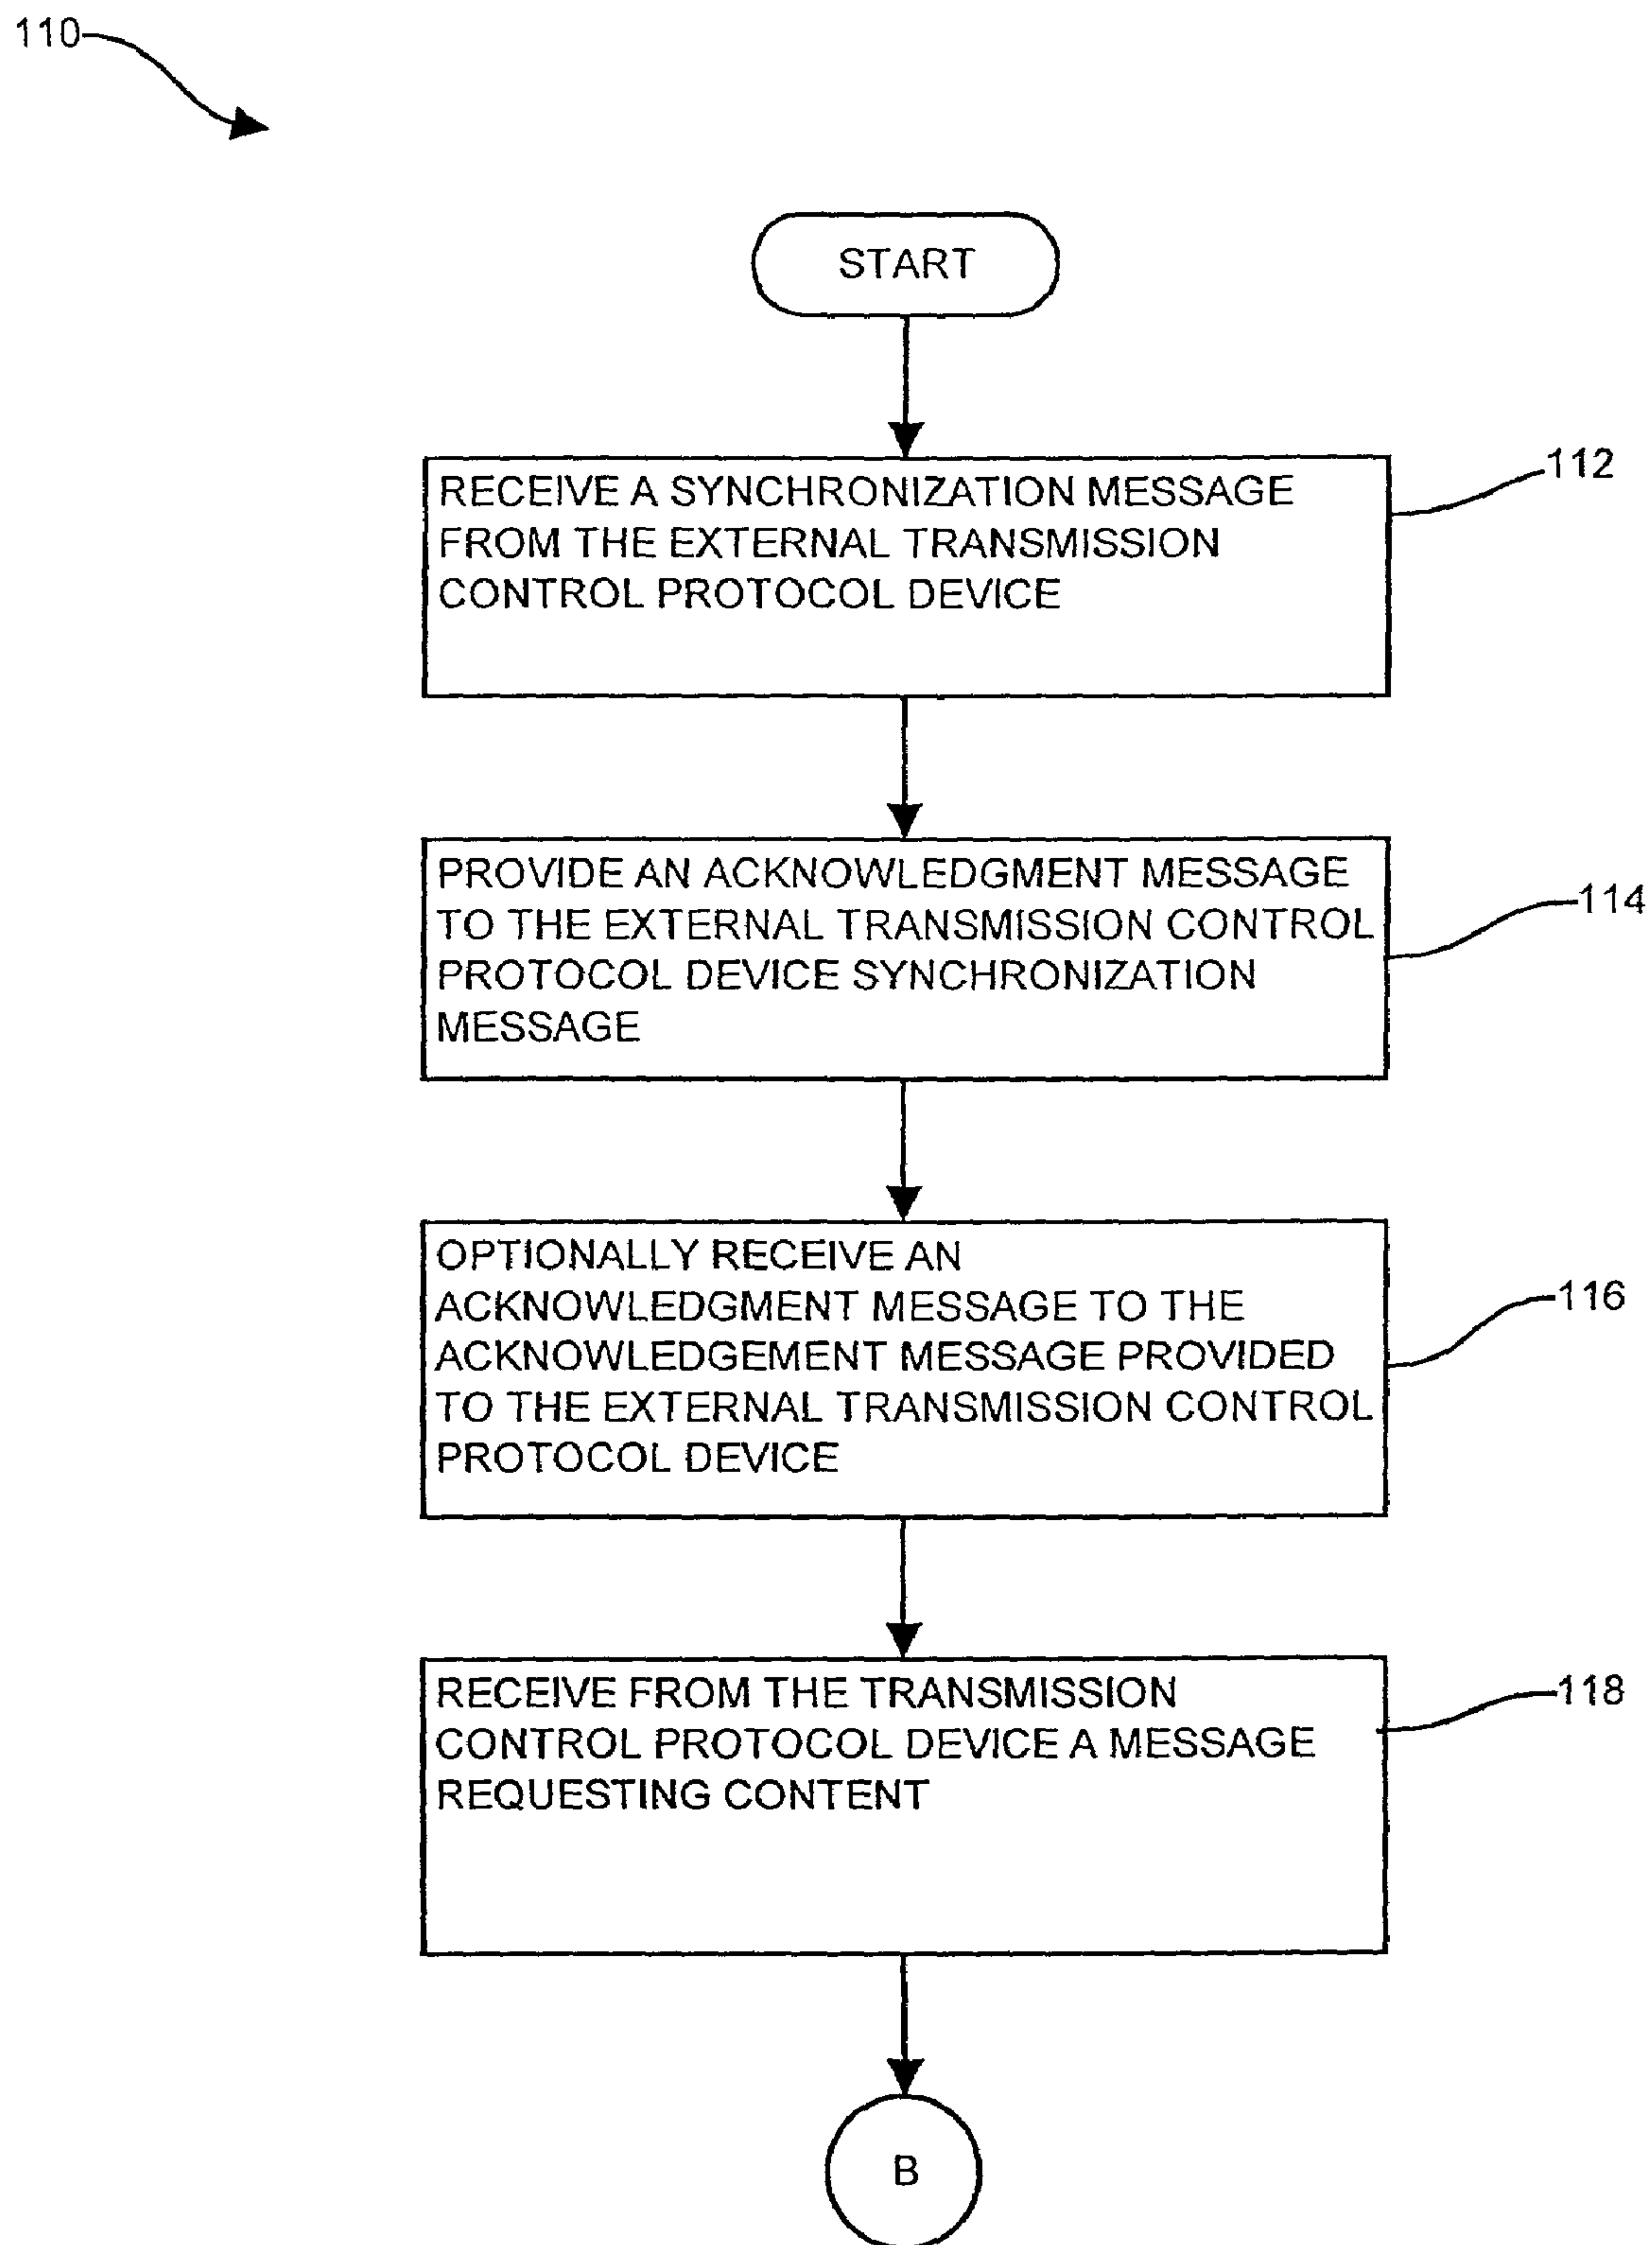 110
START
RECEIVE A SYNCHRONIZATION MESSAGE
FROM THE EXTERNAL TRANSMISSION
CONTROL PROTOCOL DEVICE
112
PROVIDE AN ACKNOWLEDGMENT MESSAGE
TO THE EXTERNAL TRANSMISSION CONTROL
PROTOCOL DEVICE SYNCHRONIZATION
MESSAGE
114
OPTIONALLY RECEIVE AN
ACKNOWLEDGMENT MESSAGE TO THE
ACKNOWLEDGEMENT MESSAGE PROVIDED
TO THE EXTERNAL TRANSMISSION CONTROL
PROTOCOL DEVICE
116
RECEIVE FROM THE TRANSMISSION
CONTROL PROTOCOL DEVICE A MESSAGE
REQUESTING CONTENT
118
B